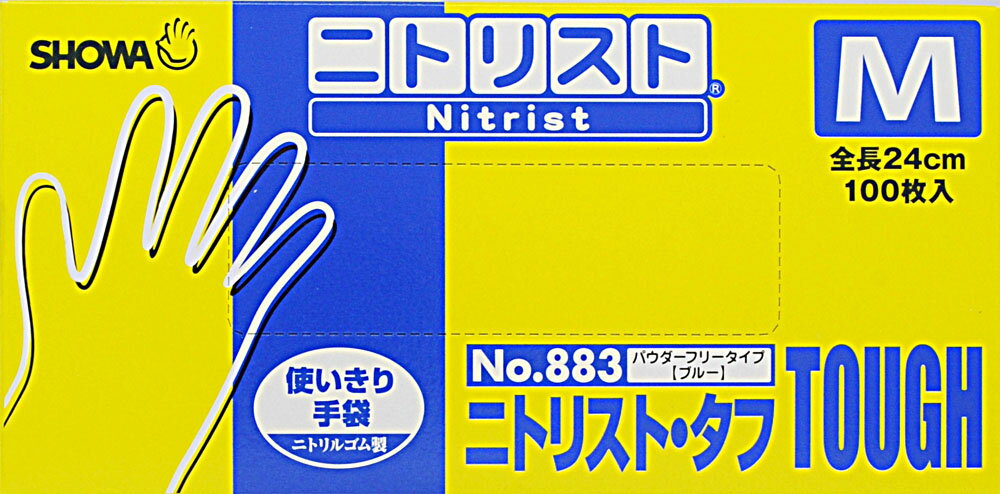 SHOWA
ニトリスト®
Nitrist
M
全長24cm
100枚入
使いきり
手袋
ニトリルゴム製
No.883
パウダーフリータイプ
【ブルー】
ニトリスト・タフ
TOUGH